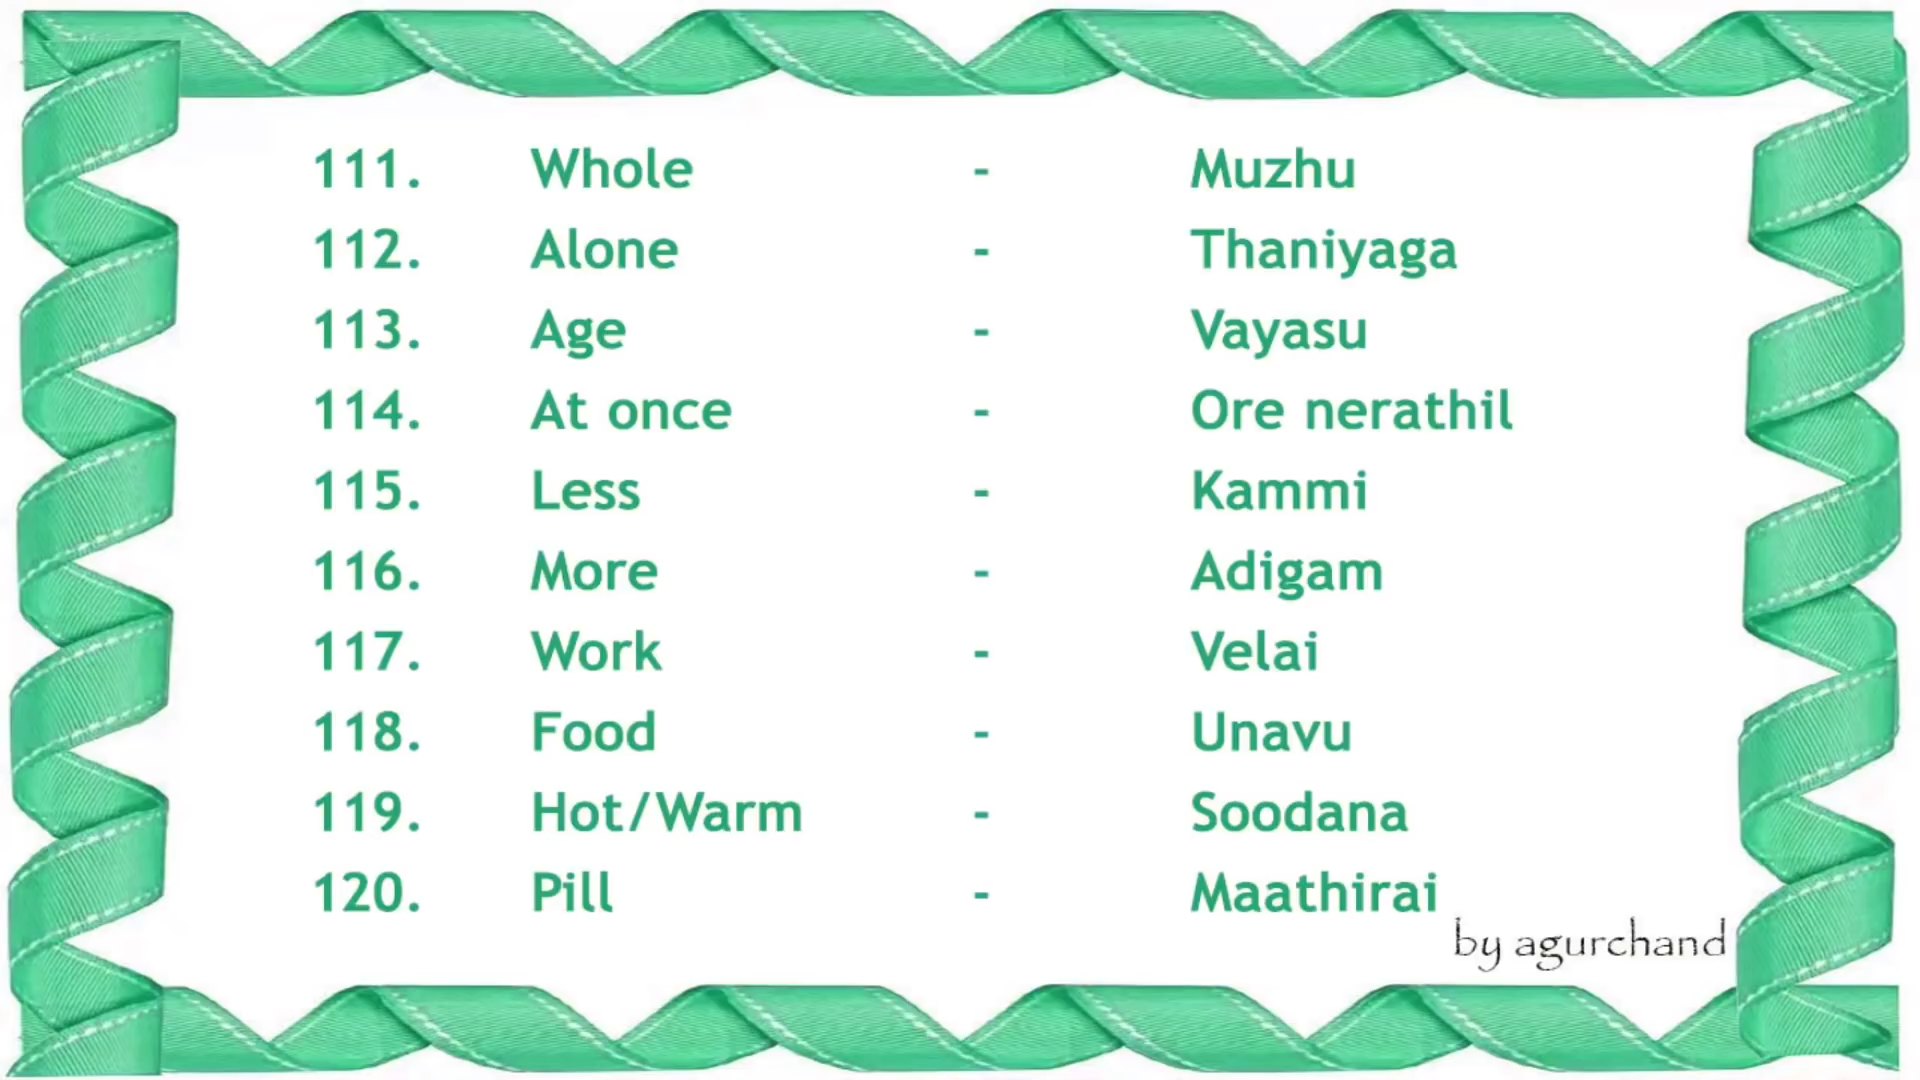 111. Whole - Muzhu
112. Alone - Thaniyaga
113. Age - Vayasu
114. At once - Ore nerathil
115. Less - Kammi
116. More - Adigam
117. Work - Velai
118. Food - Unavu
119. Hot/Warm - Soodana
120. Pill - Maathirai
by agurchand